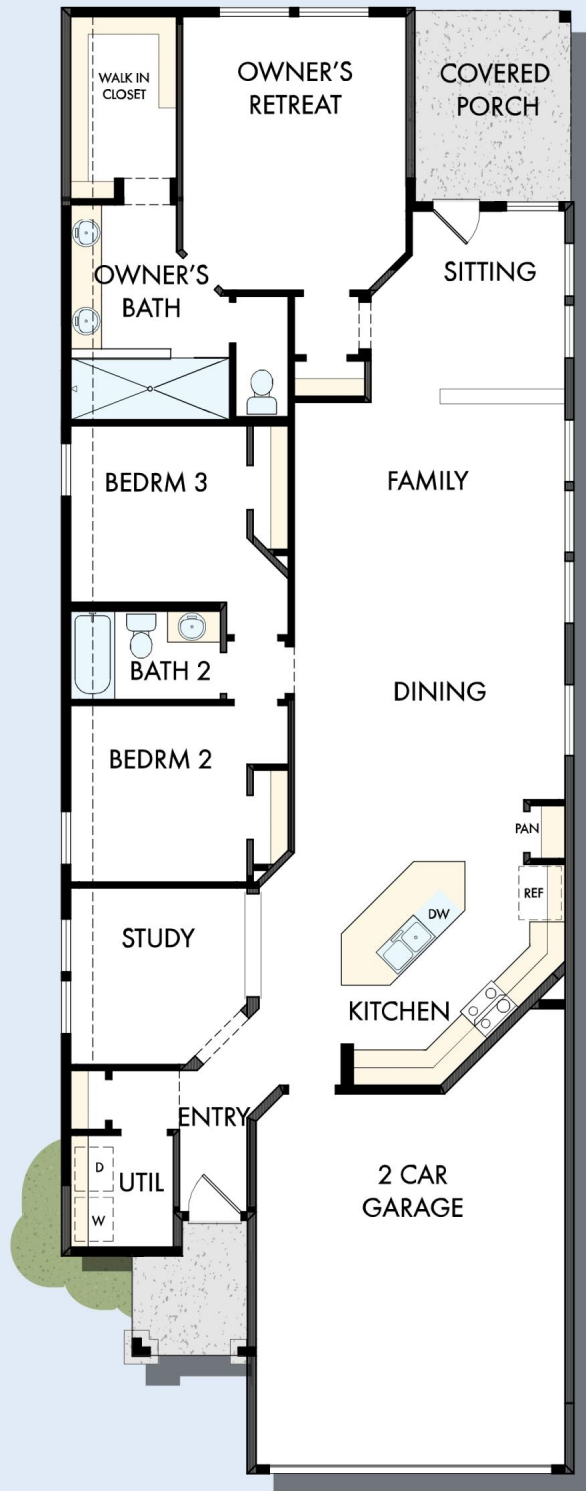 WALK IN
CLOSET
OWNER'S
RETREAT
COVERED
PORCH
OWNER'S
BATH
SITTING
BEDRM 3
FAMILY
BATH 2
DINING
BEDRM 2
PAN
REF
DW
STUDY
KITCHEN
ENTRY
D
UTIL
W
2 CAR
GARAGE